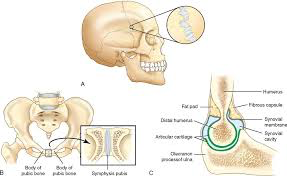 A
Body of
pubic bone
Body of
pubis bone
Symphysis pubis
B
Humerus
Fat pad
Fibrous capsule
Distal humerus
Synovial
membrane
Articular cartilage
Synovial
cavity
Olecranon
process of ulna
C